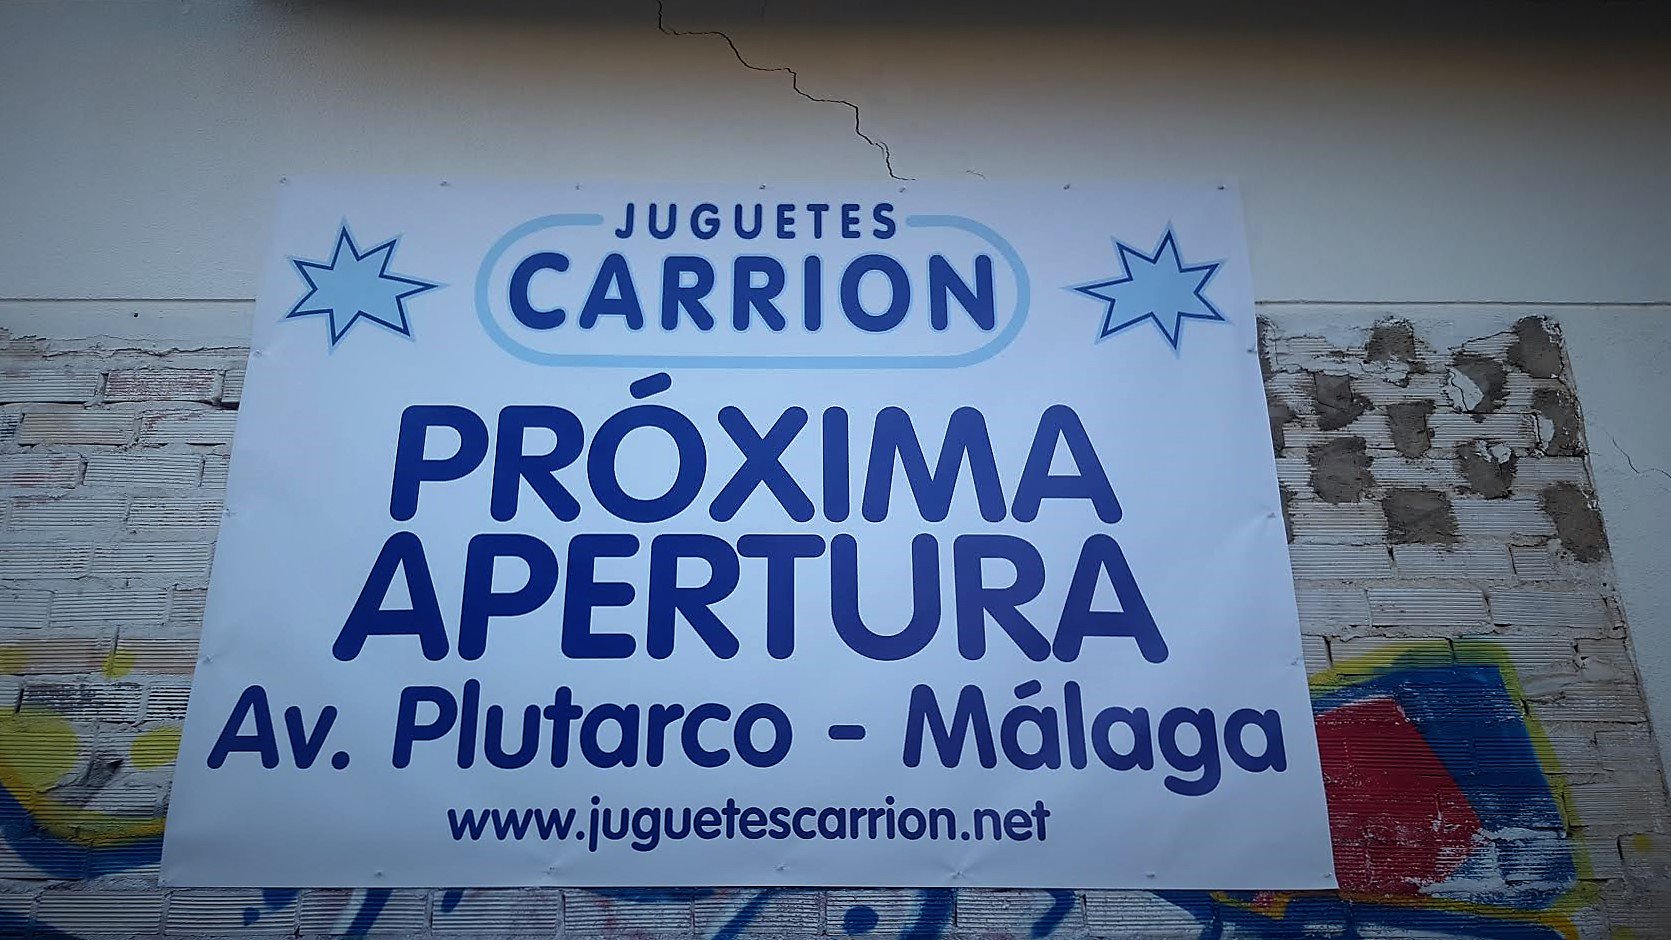 JUGUETES
CARRION
PRÓXIMA
APERTURA
Av. Plutarco - Málaga
www.juguetescarrion.net